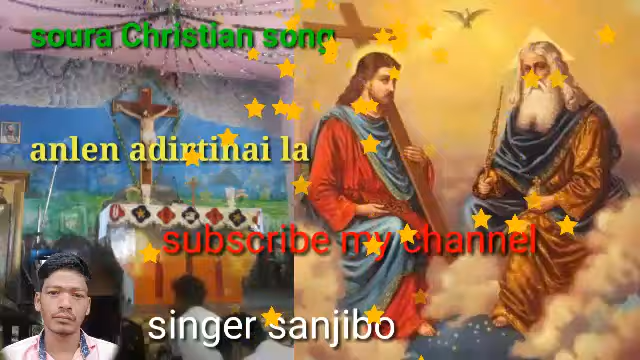 soura Christian song
anlen adirtinai la
subscribe my channel
singer sanjibo